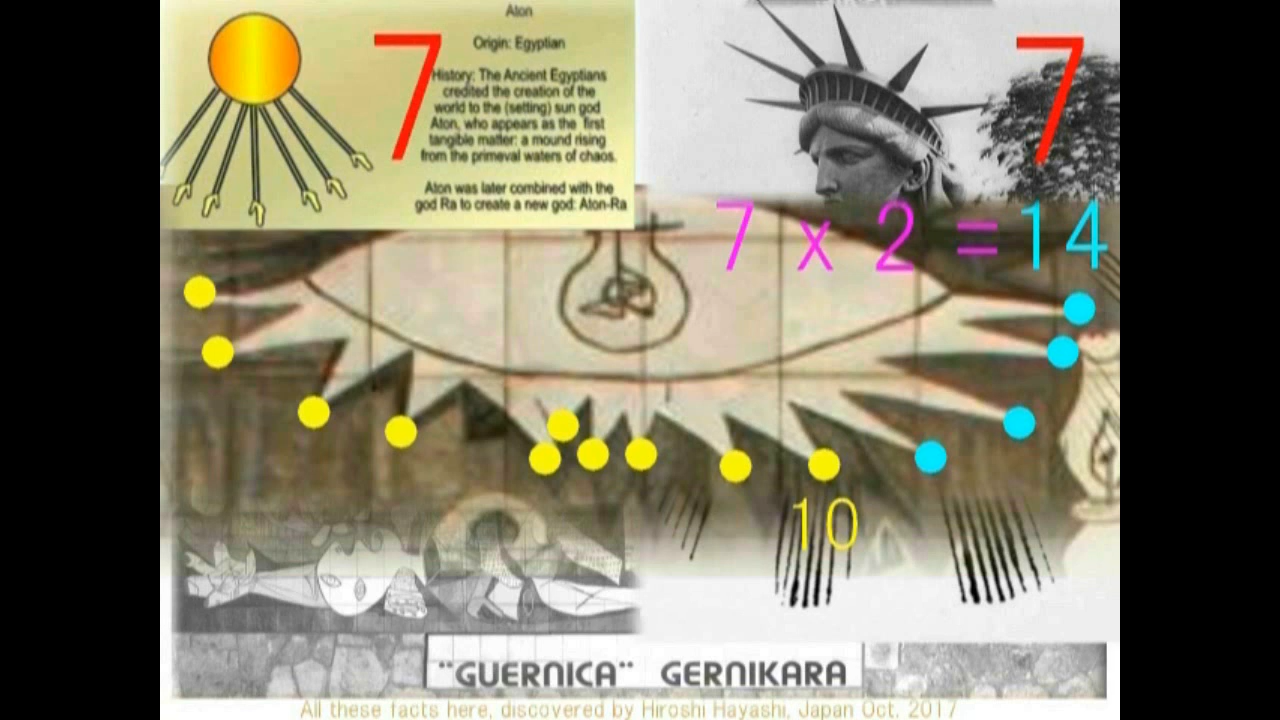 Aton
Origin: Egyptian
7
History: The Ancient Egyptians
credited the creation of the
world to the (setting) sun god
Aton, who appears as the first
tangible matter: a mound rising
from the primeval waters of chaos.
Aton was later combined with the
god Ra to create a new god: Aton-Ra
7
7 x 2 = 14
10
"GUERNICA" GERNIKARA
All these facts here, discovered by Hiroshi Hayashi, Japan Oct. 2017